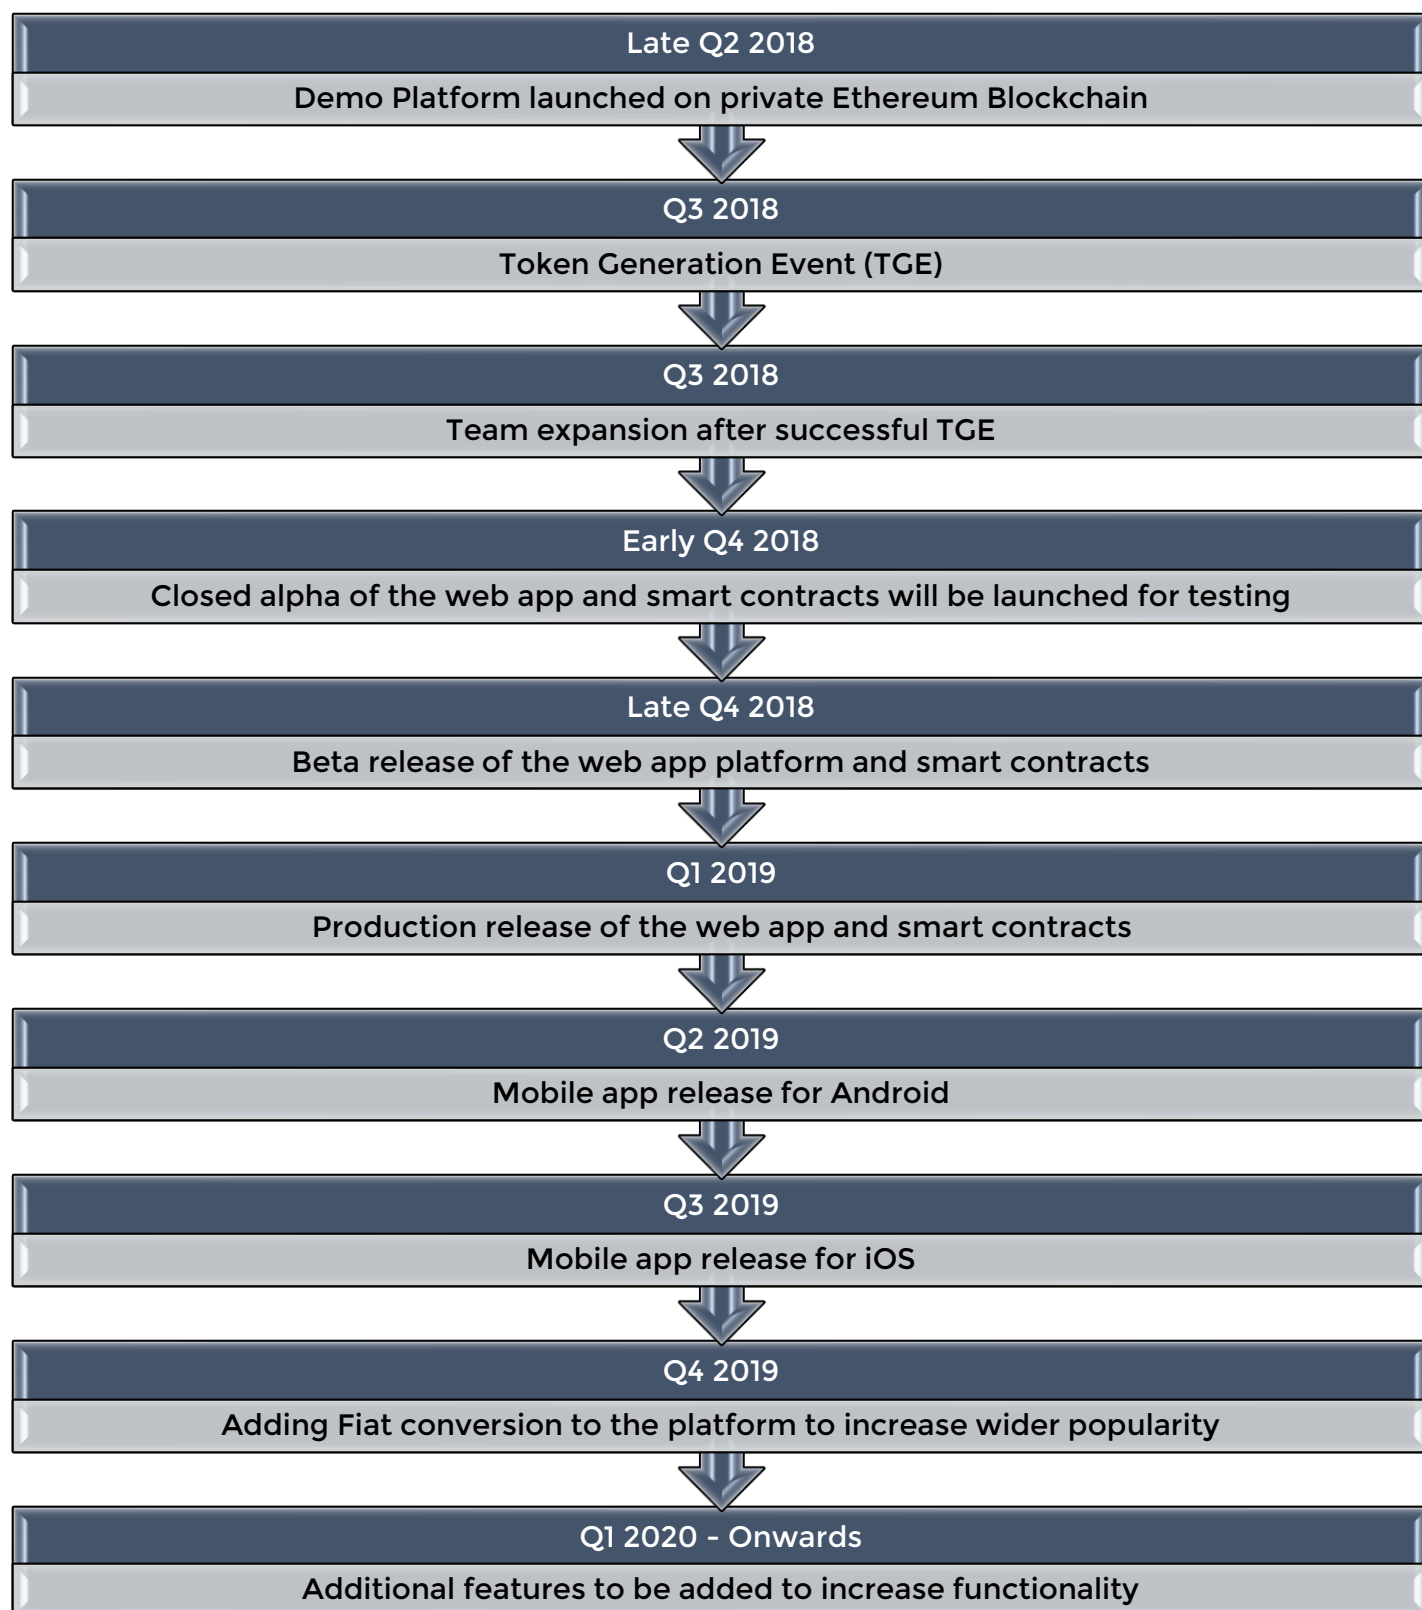 Late Q2 2018
Demo Platform launched on private Ethereum Blockchain
Q3 2018
Token Generation Event (TGE)
Q3 2018
Team expansion after successful TGE
Early Q4 2018
Closed alpha of the web app and smart contracts will be launched for testing
Late Q4 2018
Beta release of the web app platform and smart contracts
Q1 2019
Production release of the web app and smart contracts
Q2 2019
Mobile app release for Android
Q3 2019
Mobile app release for iOS
Q4 2019
Adding Fiat conversion to the platform to increase wider popularity
Q1 2020 - Onwards
Additional features to be added to increase functionality